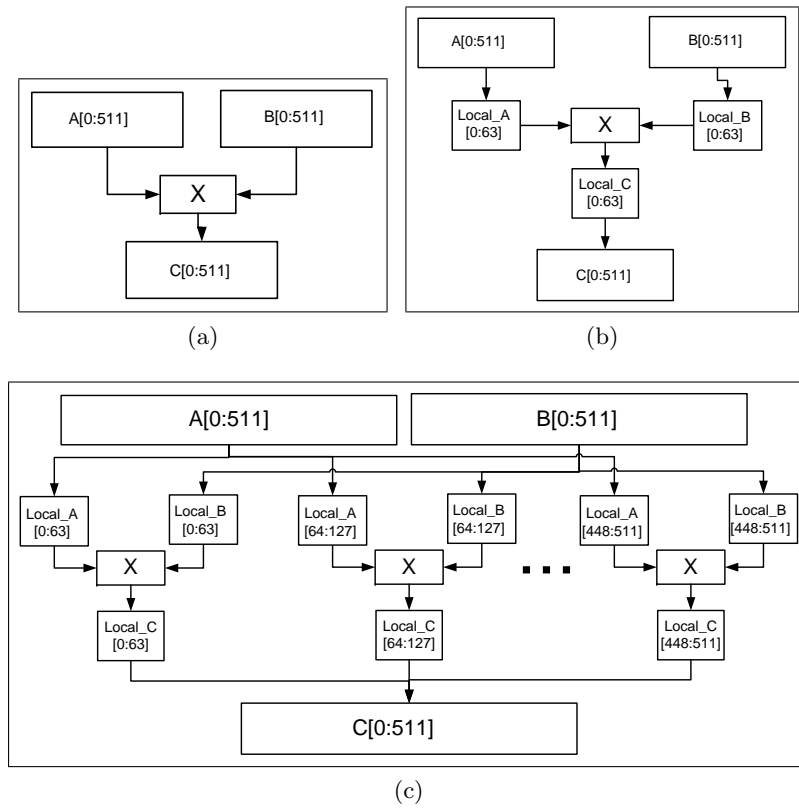 A[0:511]
B[0:511]
X
C[0:511]
(a)
A[0:511]
B[0:511]
Local_A
[0:63]
X
Local_B
[0:63]
Local_C
[0:63]
C[0:511]
(b)
A[0:511]
B[0:511]
Local_A
[0:63]
Local_B
[0:63]
Local_A
[64:127]
Local_B
[64:127]
Local_A
[448:511]
Local_B
[448:511]
X
X
...
X
Local_C
[0:63]
Local_C
[64:127]
Local_C
[448:511]
C[0:511]
(c)